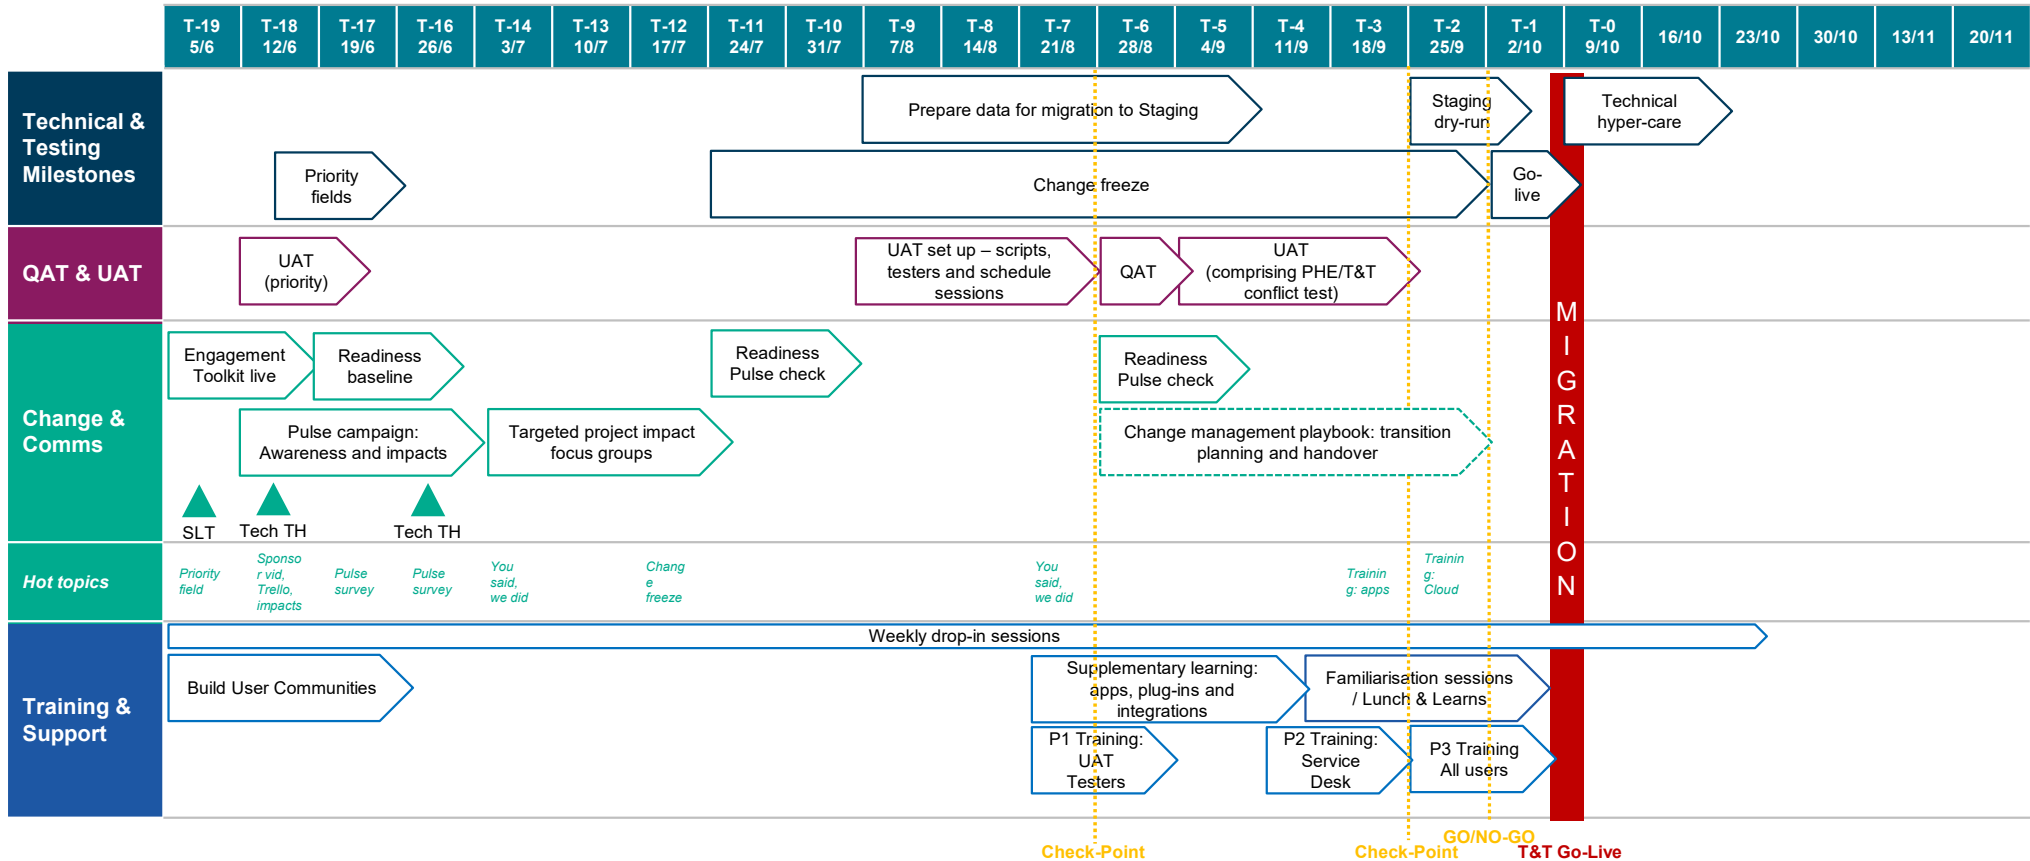 T-19
5/6
T-18
12/6
T-17
19/6
T-16
26/6
T-14
3/7
T-13
10/7
T-12
17/7
T-11
24/7
T-10
31/7
T-9
7/8
T-8
14/8
T-7
21/8
T-6
28/8
T-5
4/9
T-4
11/9
T-3
18/9
T-2
25/9
T-1
2/10
T-0
9/10
16/10
23/10
30/10
13/11
20/11
Technical &
Testing
Milestones
Prepare data for migration to Staging
Staging
dry-run
Technical
hyper-care
Priority
fields
Change freeze
Go-
live
QAT & UAT
UAT
(priority)
UAT set up – scripts,
testers and schedule
sessions
QAT
UAT
(comprising PHE/T&T
conflict test)
MIGRATION
Change &
Comms
Engagement
Toolkit live
Readiness
baseline
Readiness
Pulse check
Readiness
Pulse check
Pulse campaign:
Awareness and impacts
Targeted project impact
focus groups
Change management playbook: transition
planning and handover
SLT
Tech TH
Tech TH
Hot topics
Priority
field
Sponso
r vid,
Trello,
impacts
Pulse
survey
Pulse
survey
You
said,
we did
Chang
e
freeze
You
said,
we did
Trainin
g: apps
Trainin
g:
Cloud
Training &
Support
Weekly drop-in sessions
Build User Communities
Supplementary learning:
apps, plug-ins and
integrations
Familiarisation sessions
/ Lunch & Learns
P1 Training:
UAT
Testers
P2 Training:
Service
Desk
P3 Training
All users
Check-Point
Check-Point
GO/NO-GO
T&T Go-Live